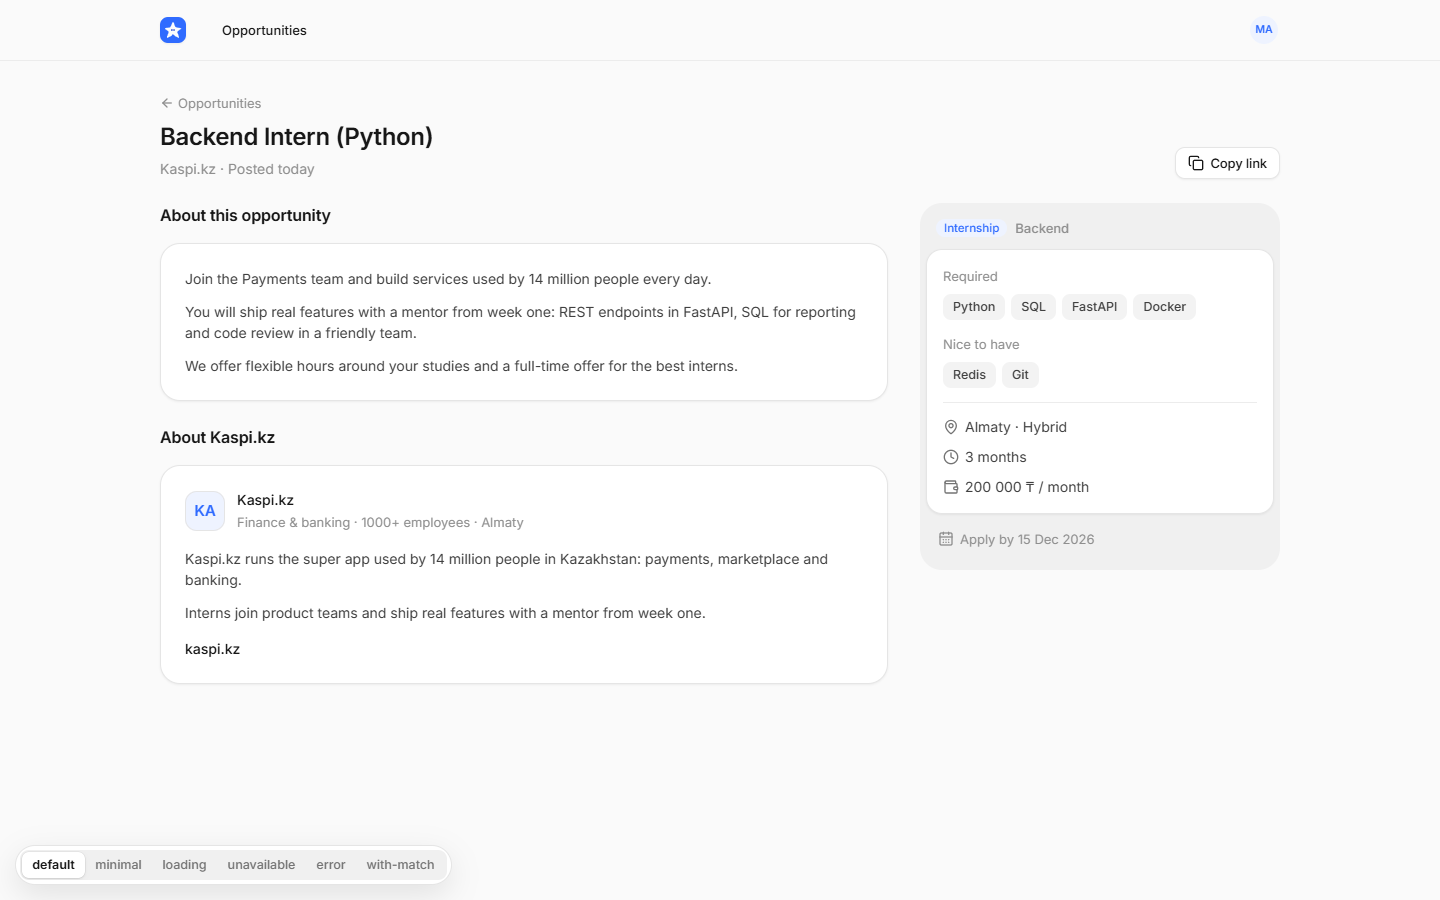 Opportunities
MA
Opportunities
Backend Intern (Python)
Kaspi.kz · Posted today
Copy link
About this opportunity
Join the Payments team and build services used by 14 million people every day.
You will ship real features with a mentor from week one: REST endpoints in FastAPI, SQL for reporting
and code review in a friendly team.
We offer flexible hours around your studies and a full-time offer for the best interns.
About Kaspi.kz
KA
Kaspi.kz
Finance & banking · 1000+ employees · Almaty
Kaspi.kz runs the super app used by 14 million people in Kazakhstan: payments, marketplace and
banking.
Interns join product teams and ship real features with a mentor from week one.
kaspi.kz
Internship Backend
Required
Python SQL FastAPI Docker
Nice to have
Redis Git
Almaty · Hybrid
3 months
200 000 ₸ / month
Apply by 15 Dec 2026
default minimal loading unavailable error with-match